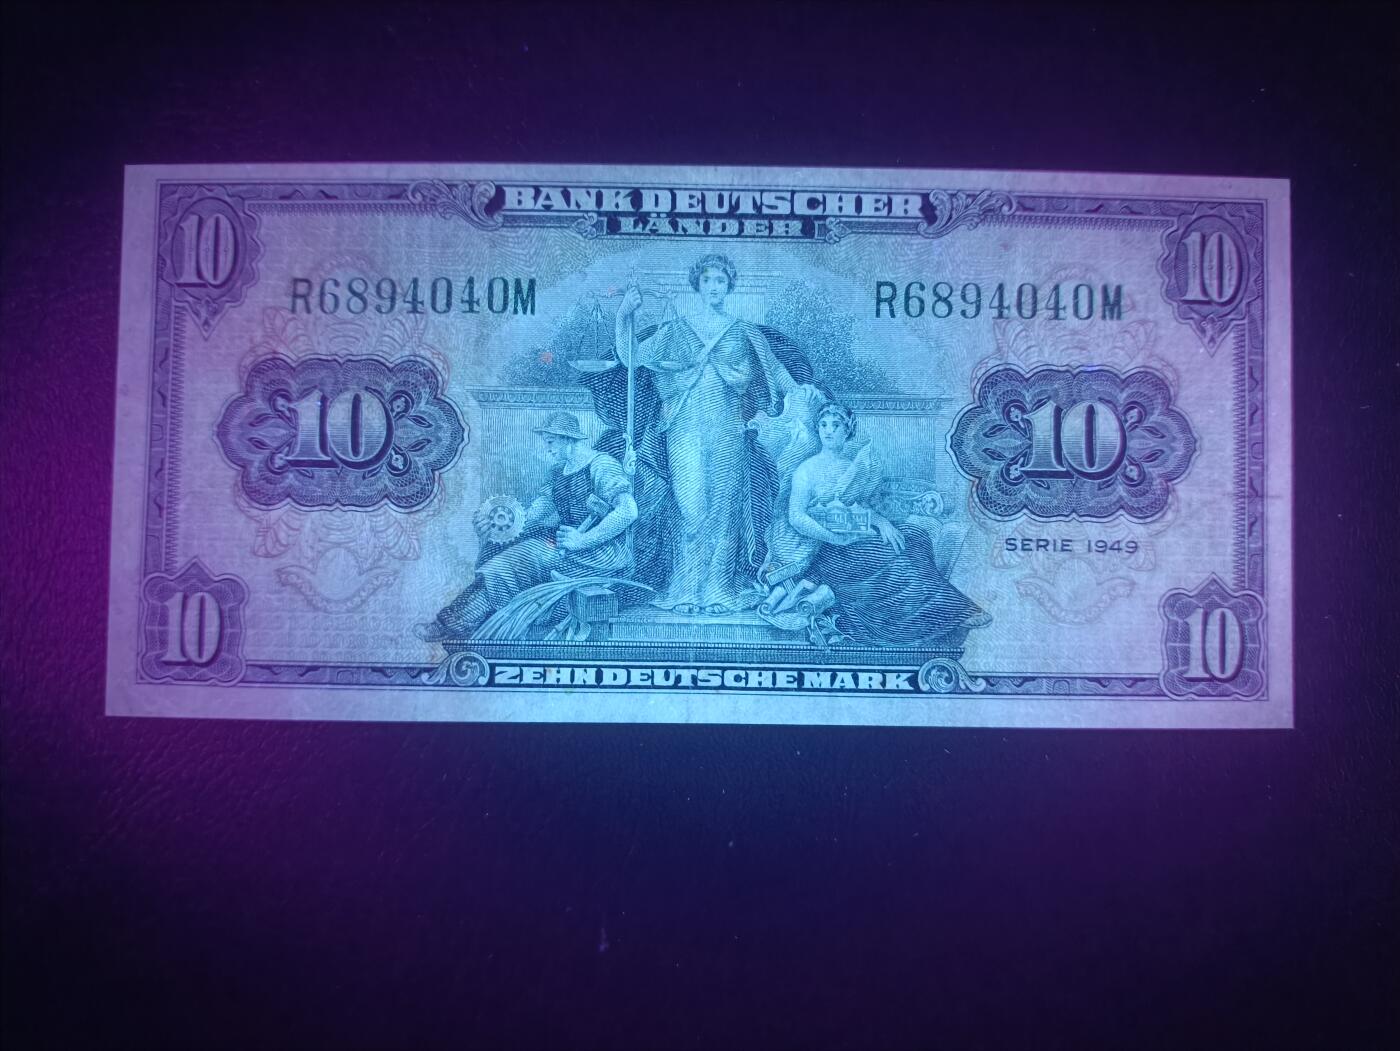 BANK DEUTSCHER
LÄNDER
10 10
R6894040M R6894040M
10 10
SERIE 1949
10 10
ZEHN DEUTSCHE MARK